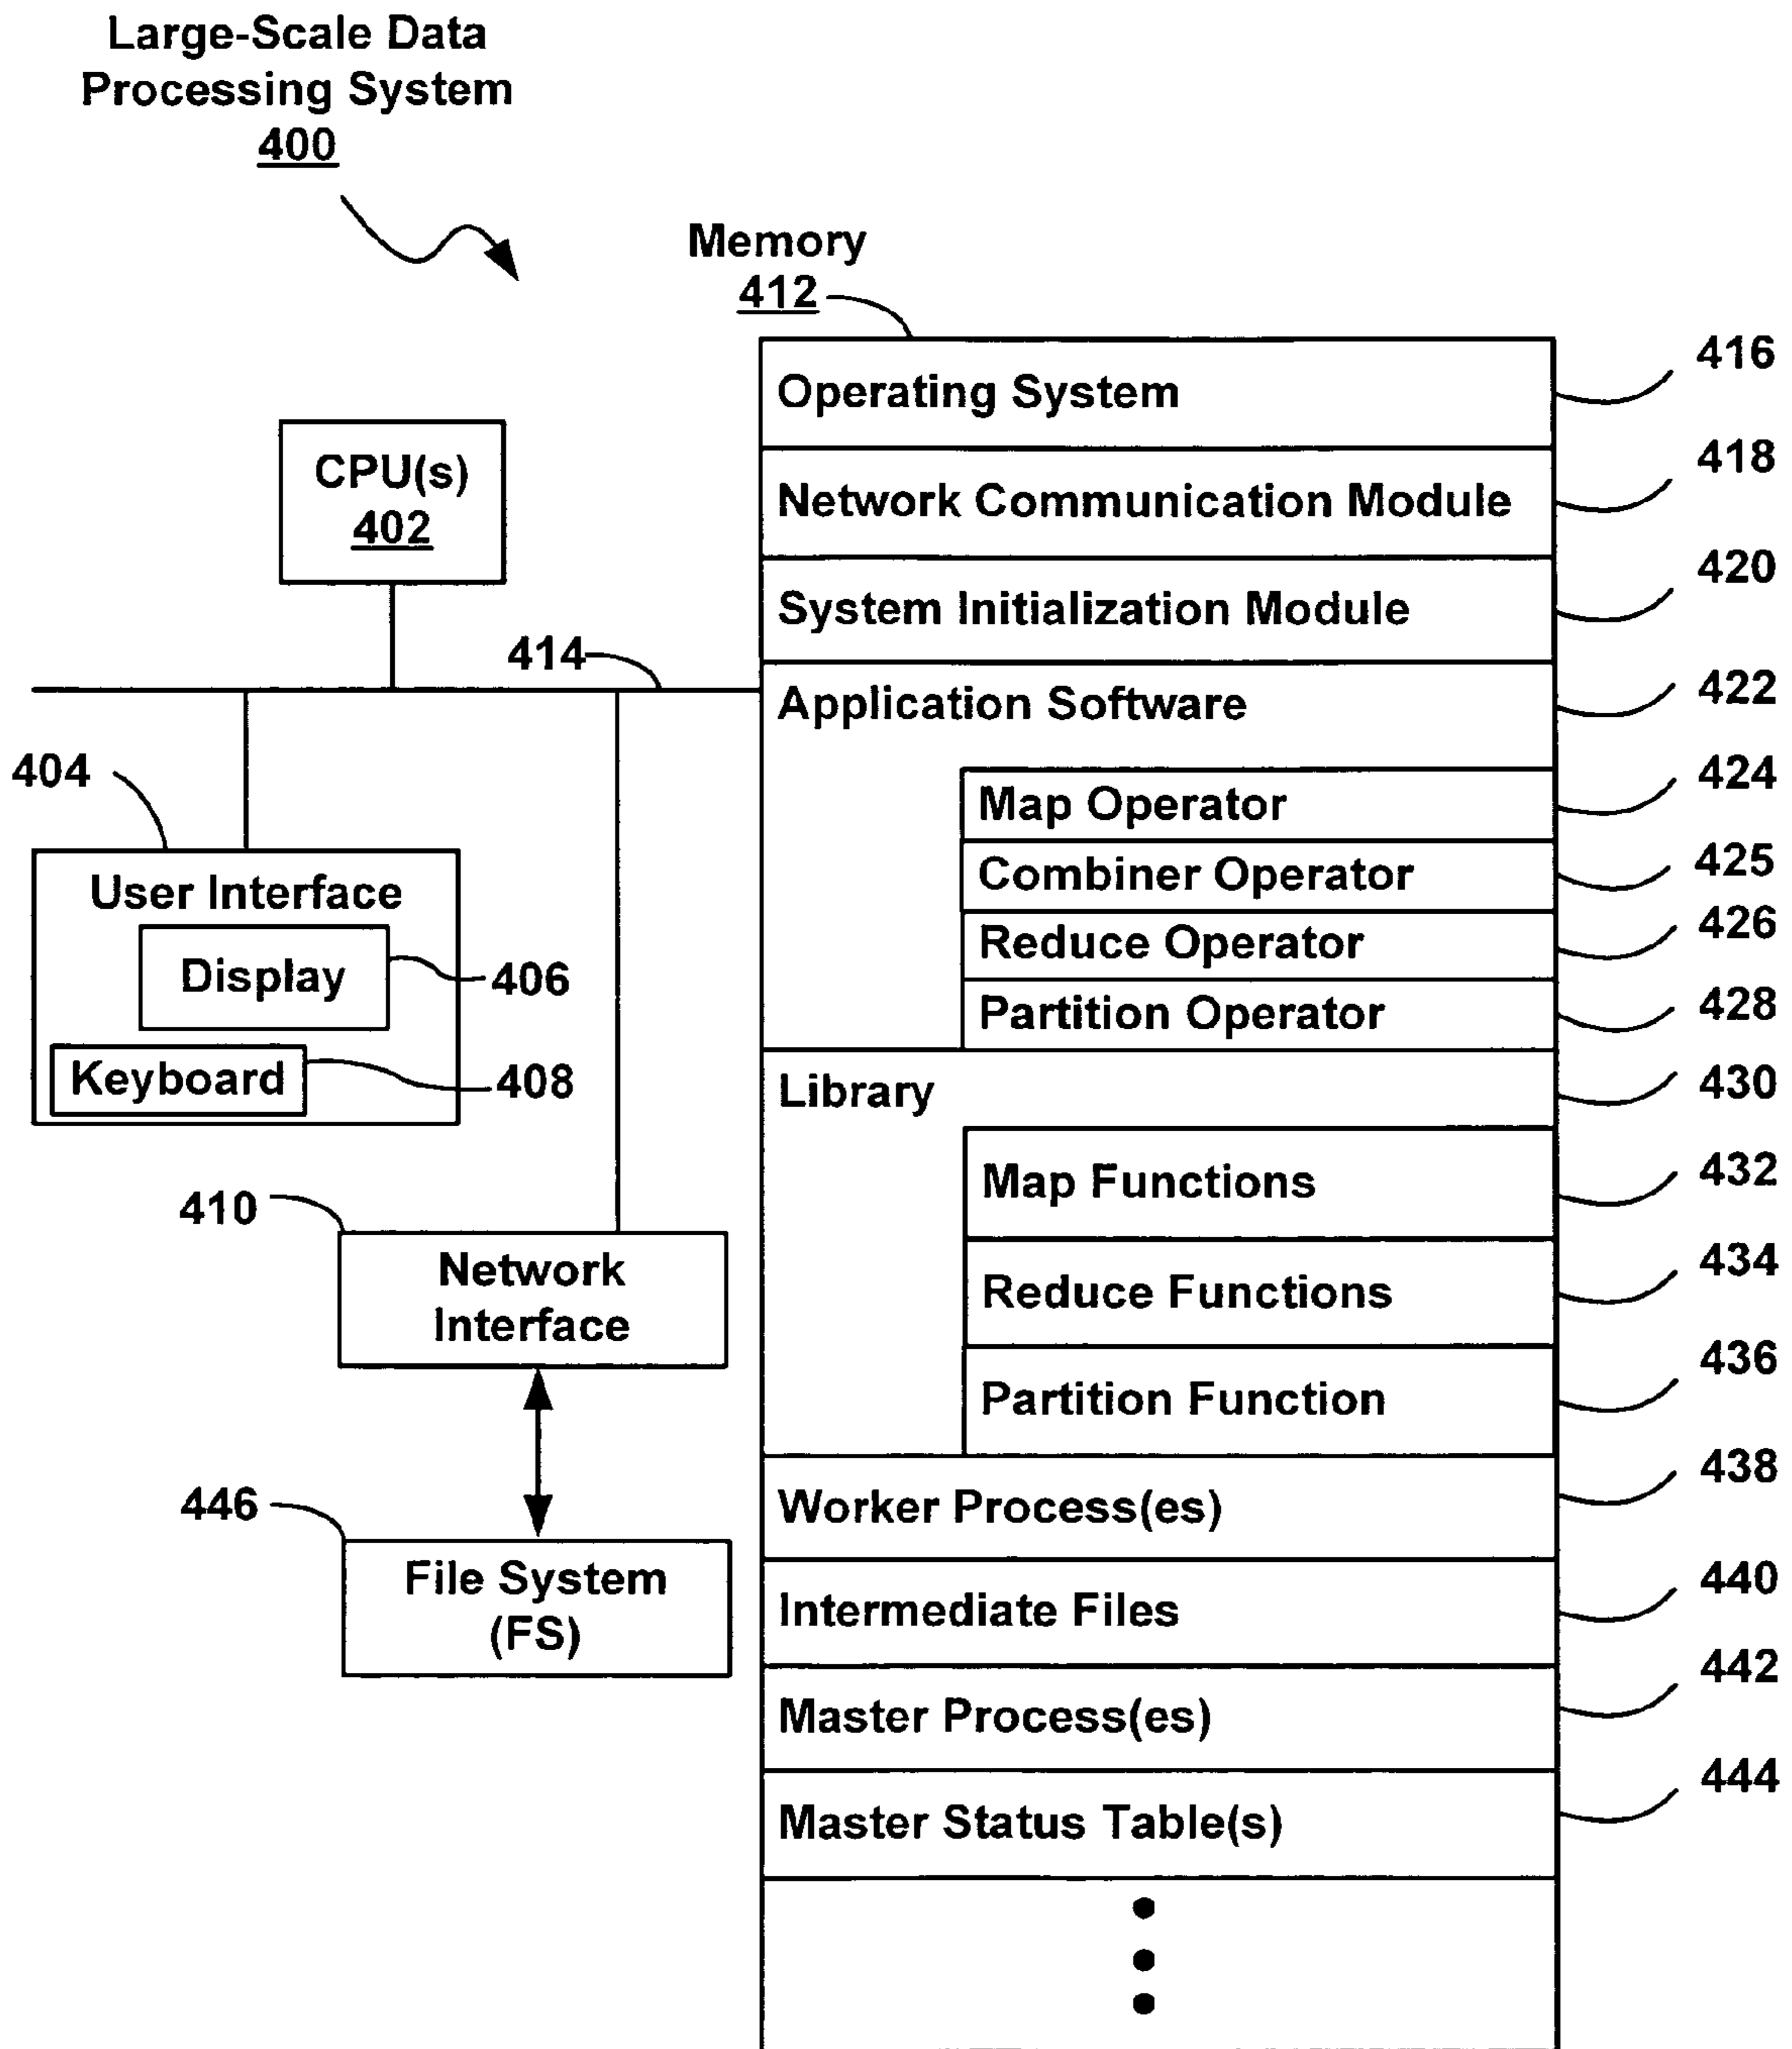 Large-Scale Data
Processing System
400
Memory
412
416
Operating System
418
CPU(s)
402
Network Communication Module
420
System Initialization Module
414
422
Application Software
404
424
Map Operator
425
Combiner Operator
User Interface
426
Reduce Operator
Display
406
428
Partition Operator
Keyboard
408
430
Library
432
Map Functions
410
434
Network
Interface
Reduce Functions
436
Partition Function
438
446
Worker Process(es)
File System
(FS)
440
Intermediate Files
442
Master Process(es)
444
Master Status Table(s)